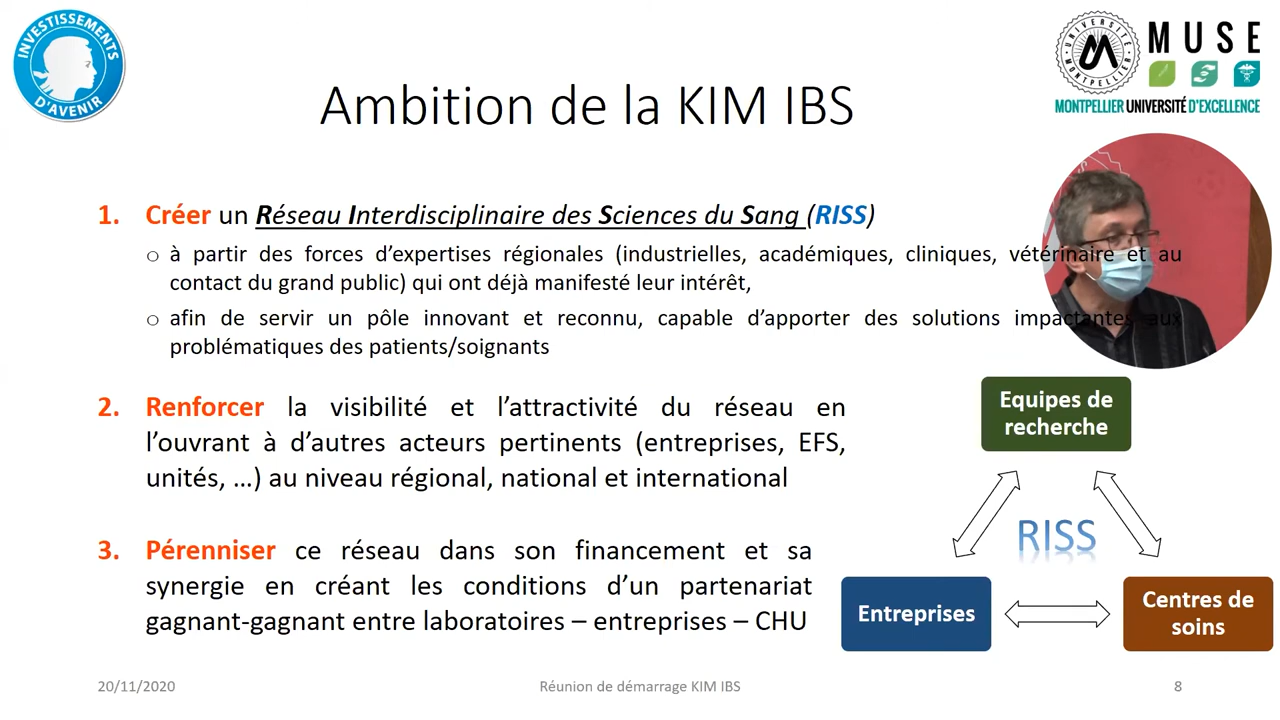 INVESTISSEMENTS
D'AVENIR
UNIVERSITÉ
MONTPELLIER
MUSE
MONTPELLIER UNIVERSITÉ D'EXCELLENCE
Ambition de la KIM IBS
1. Créer un Réseau Interdisciplinaire des Sciences du Sang (RISS)
○ à partir des forces d'expertises régionales (industrielles, académiques, cliniques, vétérinaire et au
contact du grand public) qui ont déjà manifesté leur intérêt,
○ afin de servir un pôle innovant et reconnu, capable d'apporter des solutions impactantes aux
problématiques des patients/soignants
2. Renforcer la visibilité et l'attractivité du réseau en
l'ouvrant à d'autres acteurs pertinents (entreprises, EFS,
unités, ...) au niveau régional, national et international
3. Pérenniser ce réseau dans son financement et sa
synergie en créant les conditions d'un partenariat
gagnant-gagnant entre laboratoires – entreprises – CHU
Equipes de
recherche
RISS
Entreprises
Centres de
soins
20/11/2020
Réunion de démarrage KIM IBS
8